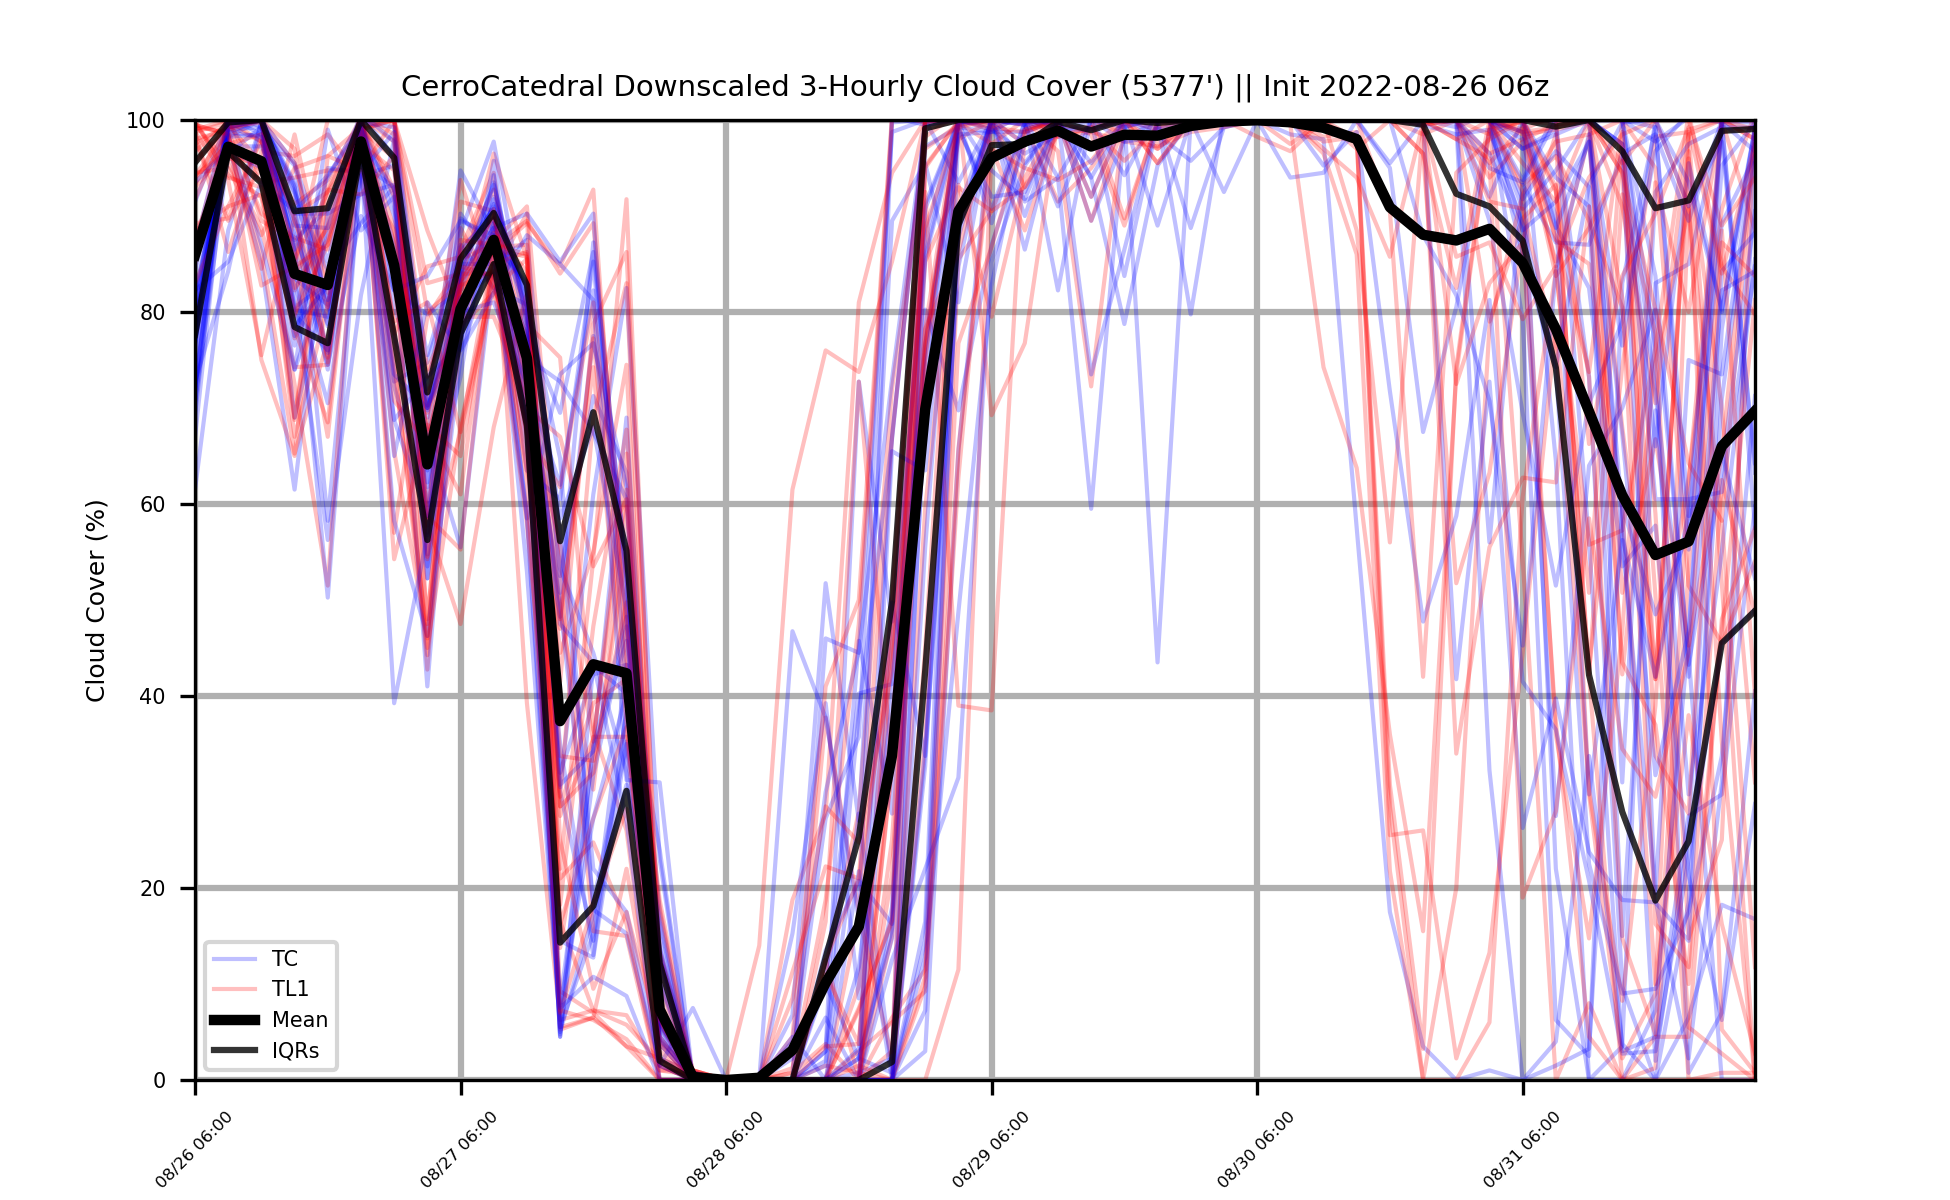 CerroCatedral Downscaled 3-Hourly Cloud Cover (5377') || Init 2022-08-26 06z
Cloud Cover (%)
100
80
60
40
20
0
TC
TL1
Mean
IQRs
08/26 06:00
08/27 06:00
08/28 06:00
08/29 06:00
08/30 06:00
08/31 06:00